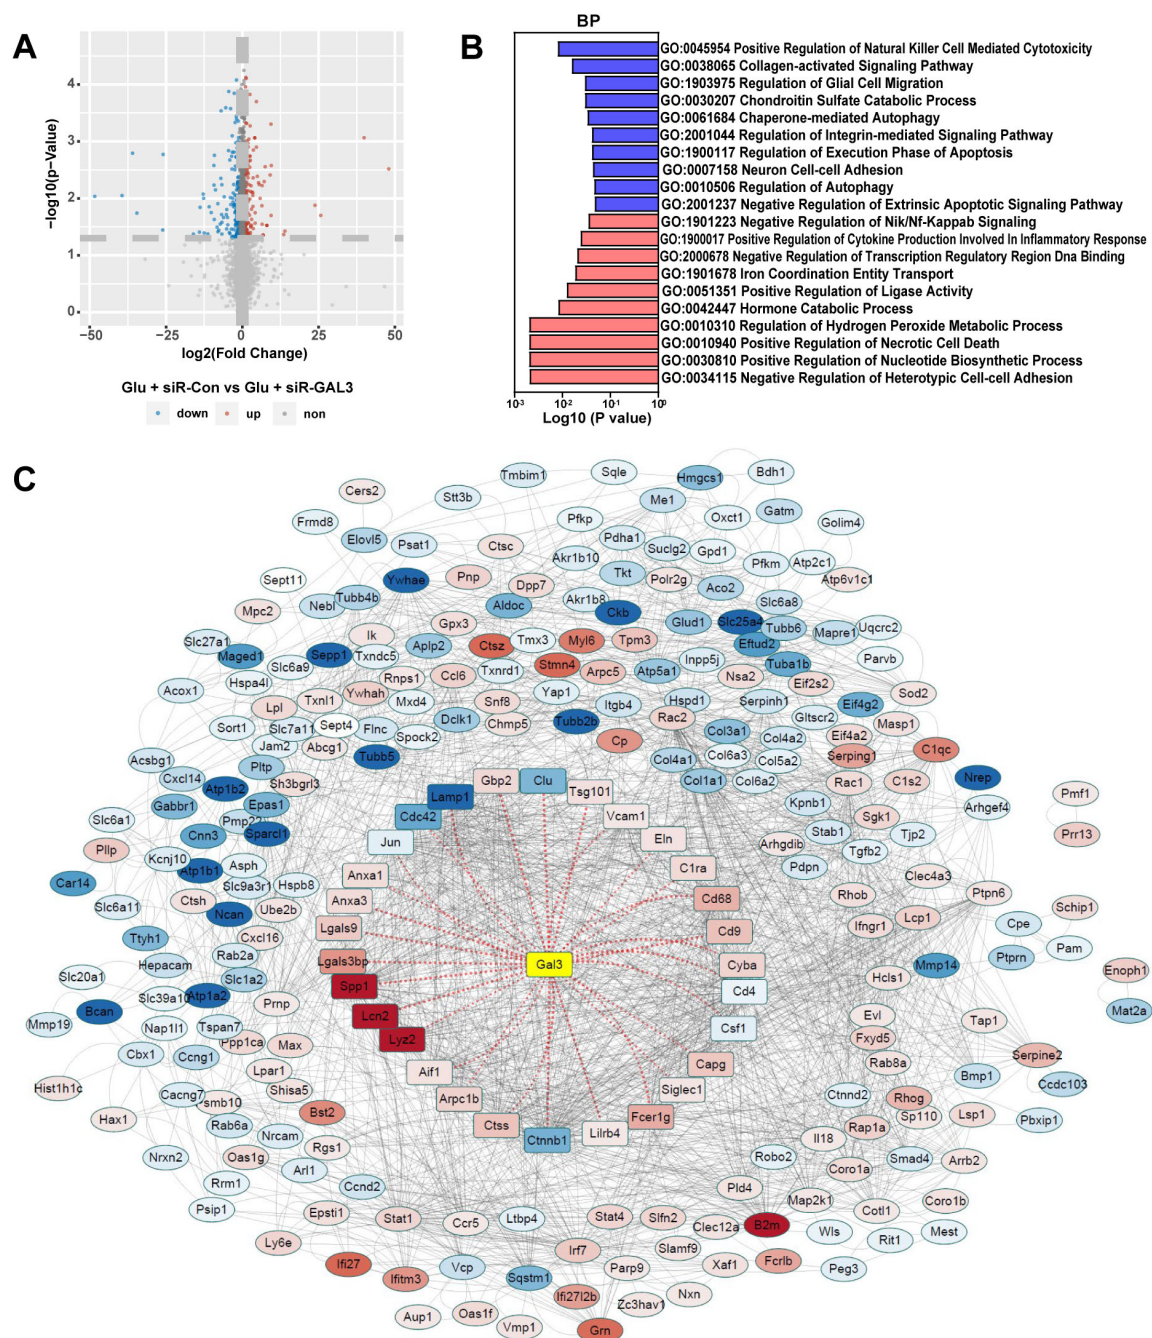 A
4
3
2
1
0
−50
−25
0
25
50
−log10(p−Value)
log2(Fold Change)
Glu + siR-Con vs Glu + siR-GAL3
down
up
non
B
BP
GO:0045954 Positive Regulation of Natural Killer Cell Mediated Cytotoxicity
GO:0038065 Collagen-activated Signaling Pathway
GO:1903975 Regulation of Glial Cell Migration
GO:0030207 Chondroitin Sulfate Catabolic Process
GO:0061684 Chaperone-mediated Autophagy
GO:2001044 Regulation of Integrin-mediated Signaling Pathway
GO:1900117 Regulation of Execution Phase of Apoptosis
GO:0007158 Neuron Cell-cell Adhesion
GO:0010506 Regulation of Autophagy
GO:2001237 Negative Regulation of Extrinsic Apoptotic Signaling Pathway
GO:1901223 Negative Regulation of Nik/Nf-Kappab Signaling
GO:1900017 Positive Regulation of Cytokine Production Involved In Inflammatory Response
GO:2000678 Negative Regulation of Transcription Regulatory Region Dna Binding
GO:1901678 Iron Coordination Entity Transport
GO:0051351 Positive Regulation of Ligase Activity
GO:0042447 Hormone Catabolic Process
GO:0010310 Regulation of Hydrogen Peroxide Metabolic Process
GO:0010940 Positive Regulation of Necrotic Cell Death
GO:0030810 Positive Regulation of Nucleotide Biosynthetic Process
GO:0034115 Negative Regulation of Heterotypic Cell-cell Adhesion
10-3 10-2 10-1 100
Log10 (P value)
C
Tmbim1 Sqle Hmgcs1 Bdh1
Cers2 Stt3b Me1
Frmd8 Pfkp Oxct1 Gatm Golim4
Elovl5 Psat1 Ctsc Akr1b10 Pdha1 Suclg2 Gpd1 Pfkm Atp2c1
Sept11 Ywhae Pnp Dpp7 Tkt Polr2g Aco2 Atp6v1c1
Mpc2 Nebl Tubb4b Aldoc Akr1b8 Ckb Glud1 Slc25a4 Slc6a8
Slc27a1 Ik Gpx3 Tubb6 Mapre1 Uqcrc2
Maged1 Sepp1 Txndc5 Aplp2 Ctsz Tmx3 Myl6 Tpm3 Eftud2 Parvb
Slc6a9 Rnps1 Ccl6 Txnrd1 Stmn4 Arpc5 Atp5a1 Inpp5j Tuba1b
Acox1 Hspa4l Lpl Txnl1 Ywhah Mxd4 Snf8 Yap1 Itgb4 Hspd1 Nsa2 Serpinh1 Eif2s2 Sod2
Sort1 Slc7a11 Sept4 Flnc Dclk1 Chmp5 Tubb2b Rac2 Col3a1 Gltscr2 Eif4g2 Masp1
Acsbg1 Jam2 Abcg1 Spock2 Cp Col4a2 Eif4a2
Cxcl14 Pltp Sh3bgrl3 Tubb5 Col4a1 Col6a3 Col5a2 Serping1 C1qc
Gabbr1 Atp1b2 Epas1 Lamp1 Gbp2 Clu Tsg101 Col1a1 Col6a2 Rac1 C1s2 Nrep Pmf1
Slc6a1 Cnn3 Pmp22 Sparcl1 Cdc42 Vcam1 Kpnb1 Stab1 Sgk1 Arhgef4
Pllp Kcnj10 Jun Eln Arhgdib Tgfb2 Tjp2 Prr13
Car14 Atp1b1 Asph Slc9a3r1 Hspb8 Anxa1 C1ra Pdpn Clec4a3
Slc6a11 Ctsh Ncan Ube2b Anxa3 Cd68 Rhob Ptpn6 Schip1
Ttyh1 Cxcl16 Lgals9 Cd9 Ifngr1 Lcp1 Cpe
Hepacam Rab2a Lgals3bp Gal3 Cyba Mmp14 Ptprn Pam
Slc20a1 Slc1a2 Spp1 Cd4 Hcls1 Enoph1
Bcan Slc39a10 Atp1a2 Prnp Lcn2 Csf1 Evl Mat2a
Mmp19 Nap1l1 Tspan7 Lyz2 Fxyd5 Tap1
Cbx1 Ccng1 Ppp1ca Max Aif1 Capg Rab8a Serpine2
Hist1h1c Cacng7 Lpar1 Shisa5 Arpc1b Siglec1 Ctnnd2 Bmp1 Ccdc103
Hax1 smb10 Bst2 Ctss Fcer1g Rhog Sp110 Lsp1 Pbxip1
Rab6a Nrcam Rgs1 Ctnnb1 Lilrb4 Il18 Rap1a
Nrxn2 Oas1g Arl1 Robo2 Coro1a Smad4 Arrb2
Rrm1 Ccnd2 Pld4 Map2k1 Coro1b
Psip1 Epsti1 Stat1 Ccr5 Ltbp4 Stat4 Slfn2 Clec12a B2m Wls Cotl1 Rit1 Mest
Ly6e Ifi27 Ifitm3 Vcp Sqstm1 Irf7 Parp9 Slamf9 Xaf1 Fcrlb Peg3
Aup1 Oas1f Vmp1 Ifi27l2b Grn Zc3hav1 Nxn